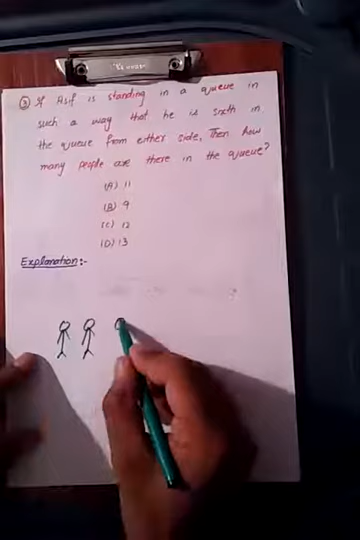 ③ If Asif is standing in a queue in
such a way that he is sixth in
the queue from either side, Then how
many people are there in the queue?
(A) 11
(B) 9
(C) 12
(D) 13
Explanation:-